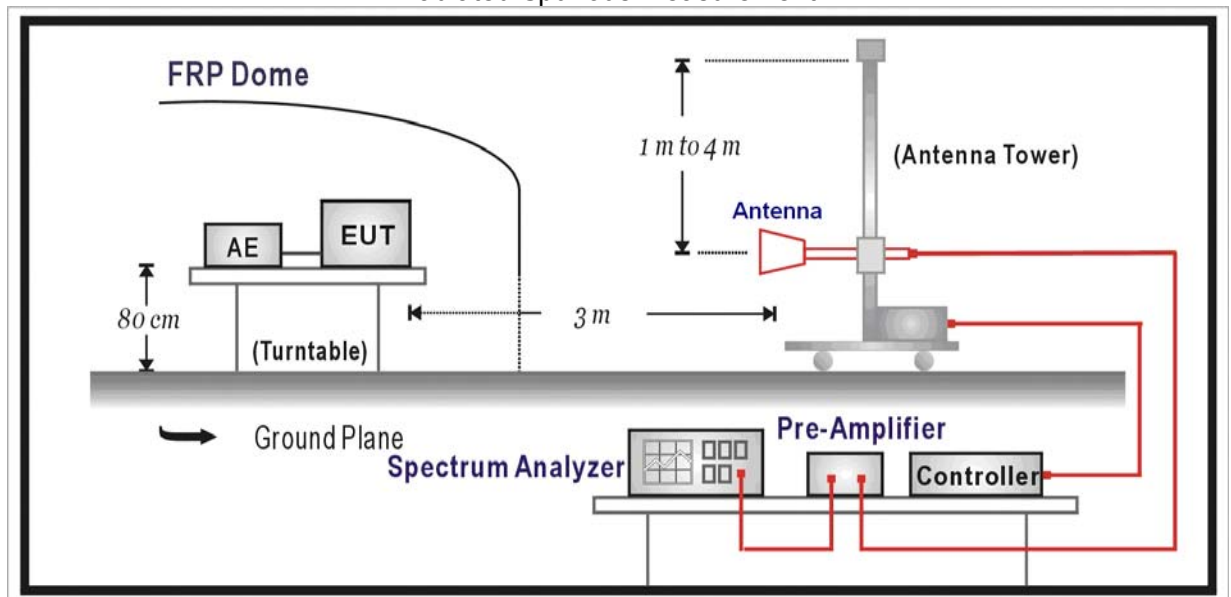 FRP Dome
1 m to 4 m
(Antenna Tower)
Antenna
AE
EUT
80 cm
3 m
(Turntable)
Ground Plane
Pre-Amplifier
Spectrum Analyzer
Controller